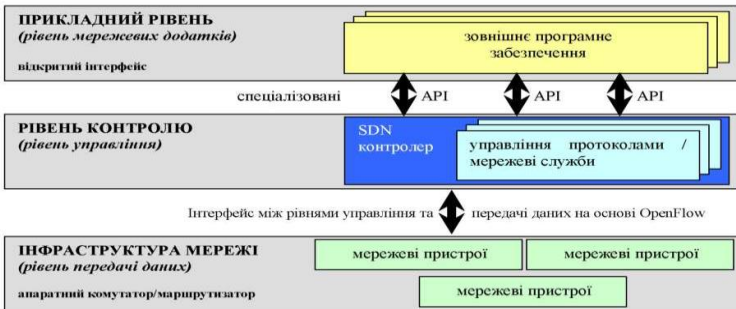 ПРИКЛАДНИЙ РІВЕНЬ
(рівень мережевих додатків)
відкритий інтерфейс
зовнішнє програмне
забезпечення
спеціалізовані API API API
РІВЕНЬ КОНТРОЛЮ
(рівень управління)
SDN
контролер
управління протоколами /
мережеві служби
Інтерфейс між рівнями управління та передачі даних на основі OpenFlow
ІНФРАСТРУКТУРА МЕРЕЖІ
(рівень передачі даних)
апаратний комутатор/маршрутизатор
мережеві пристрої мережеві пристрої
мережеві пристрої